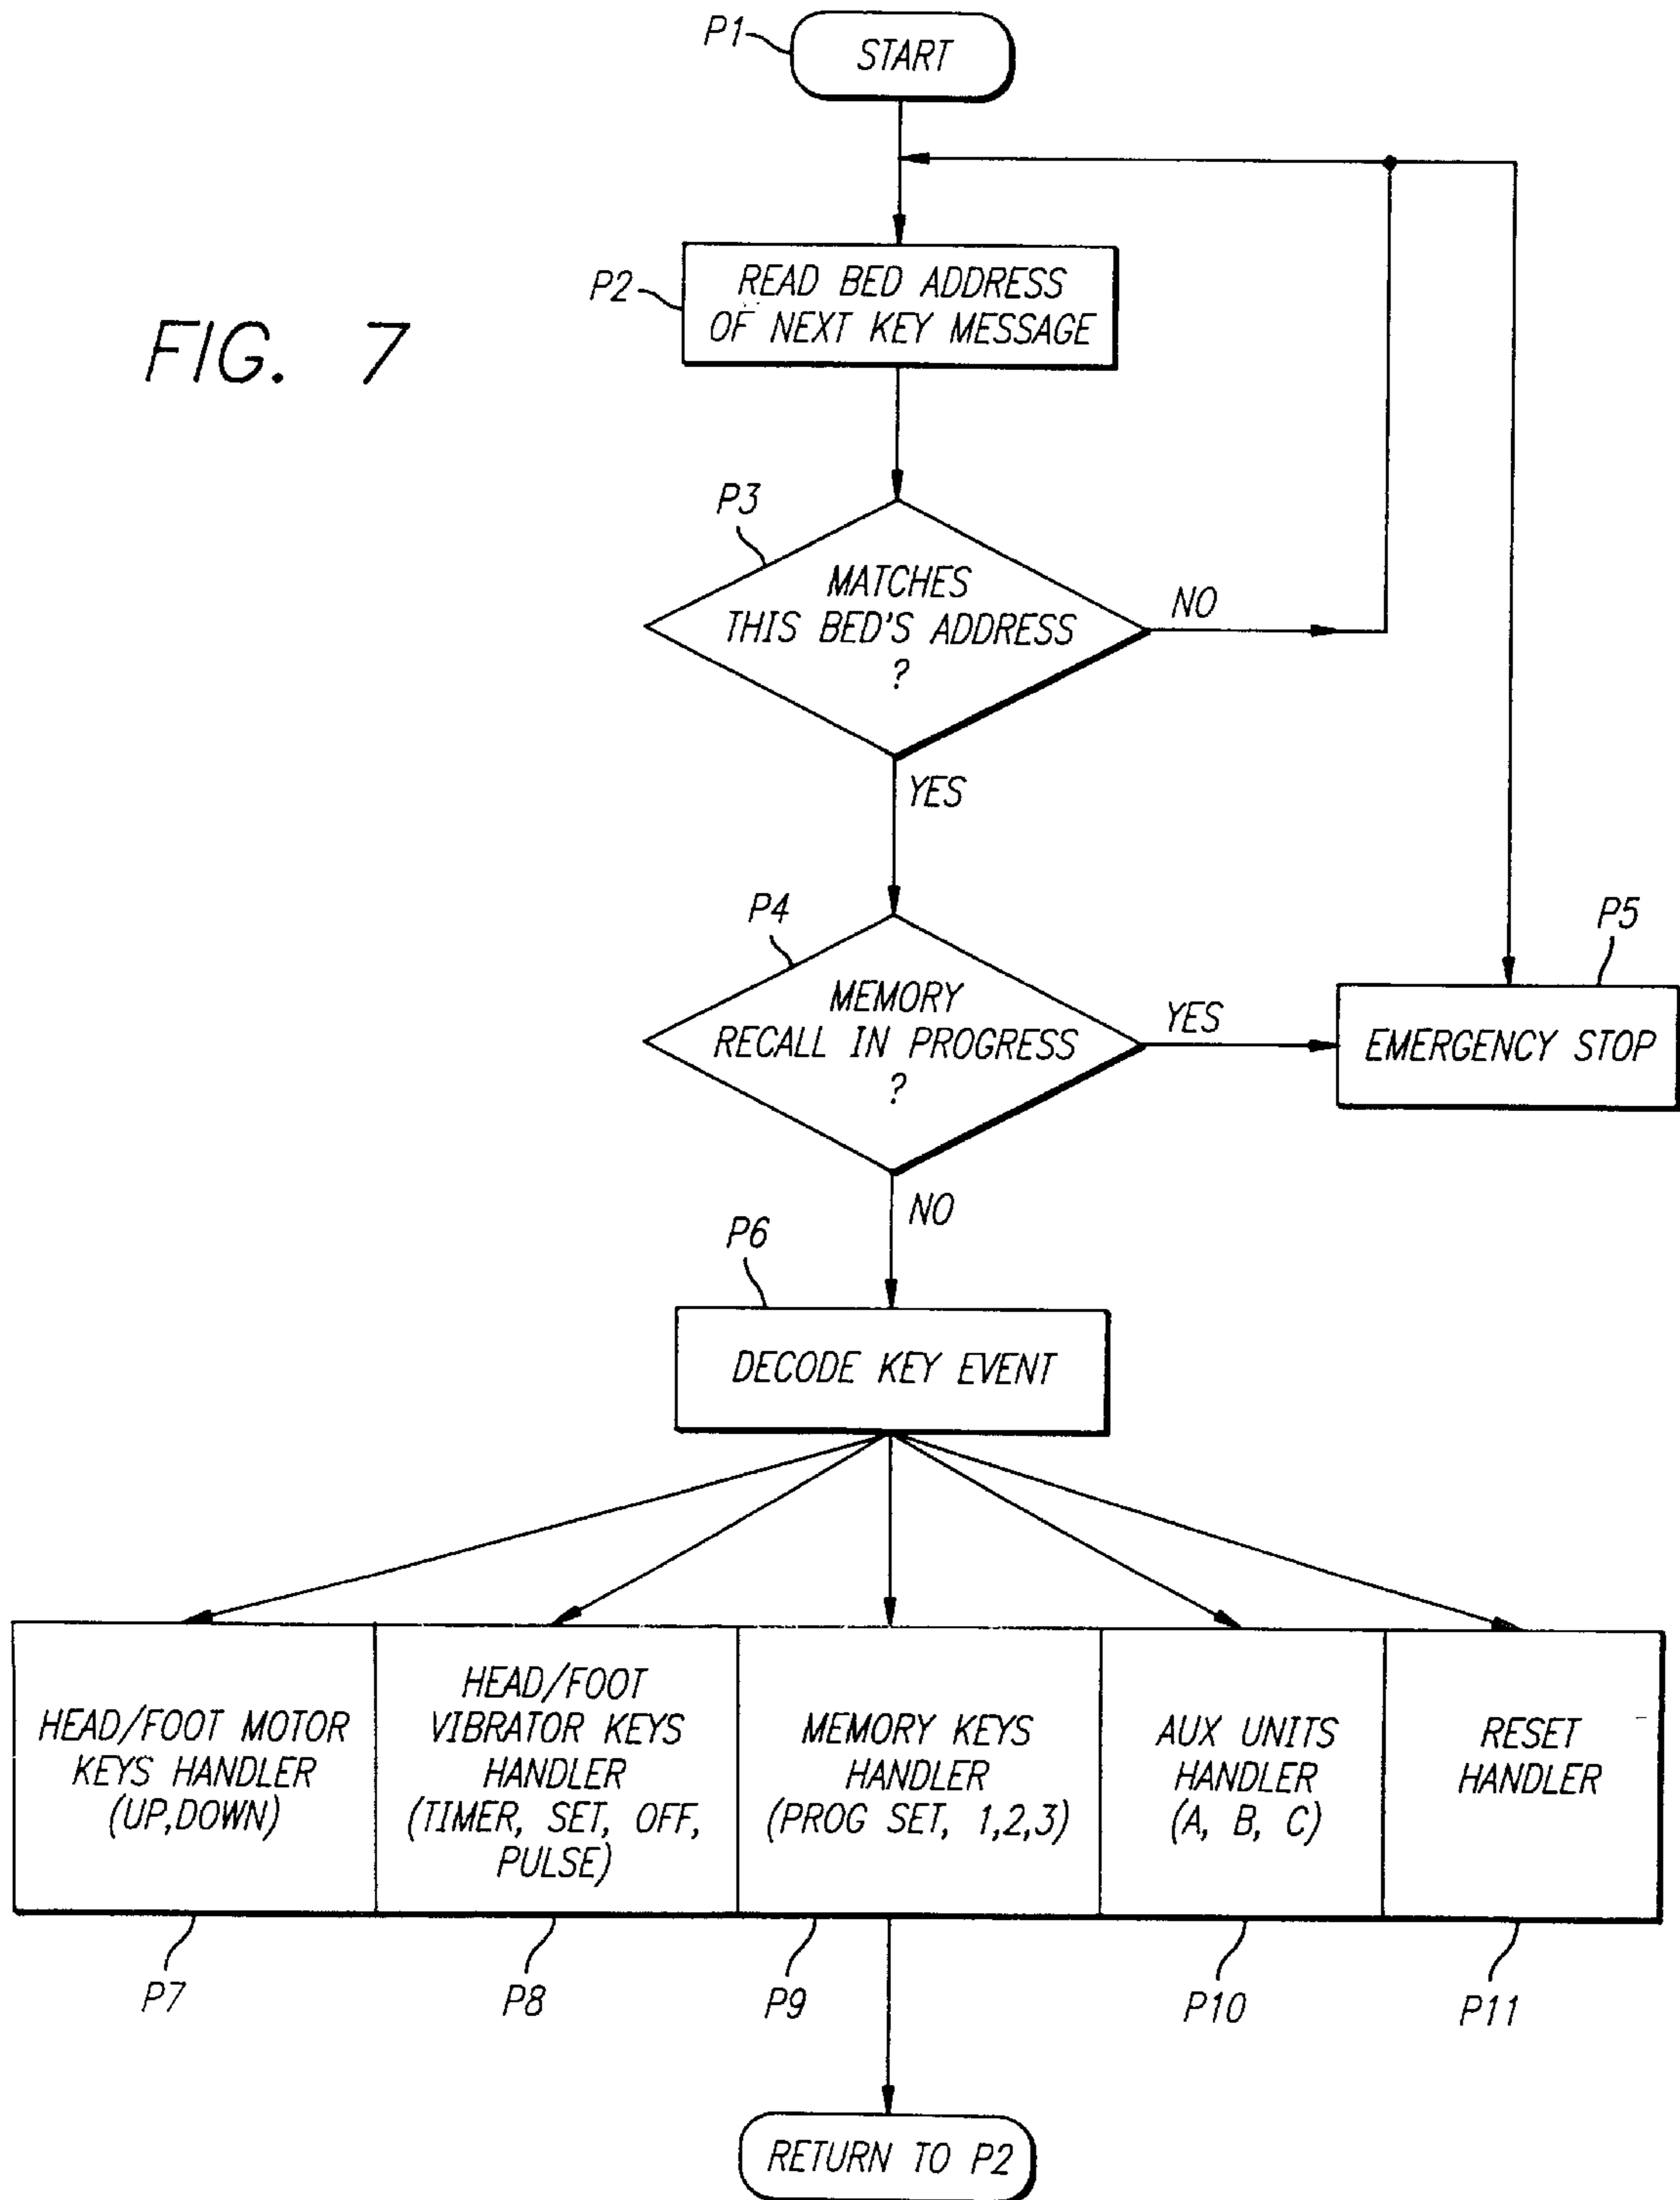 P1
START
P2
READ BED ADDRESS
OF NEXT KEY MESSAGE
FIG. 7
P3
MATCHES
THIS BED'S ADDRESS
?
NO
YES
P4
MEMORY
RECALL IN PROGRESS
?
YES
P5
EMERGENCY STOP
NO
P6
DECODE KEY EVENT
HEAD/FOOT MOTOR
KEYS HANDLER
(UP,DOWN)
HEAD/FOOT
VIBRATOR KEYS
HANDLER
(TIMER, SET, OFF,
PULSE)
MEMORY KEYS
HANDLER
(PROG SET, 1,2,3)
AUX UNITS
HANDLER
(A, B, C)
RESET
HANDLER
P7
P8
P9
P10
P11
RETURN TO P2